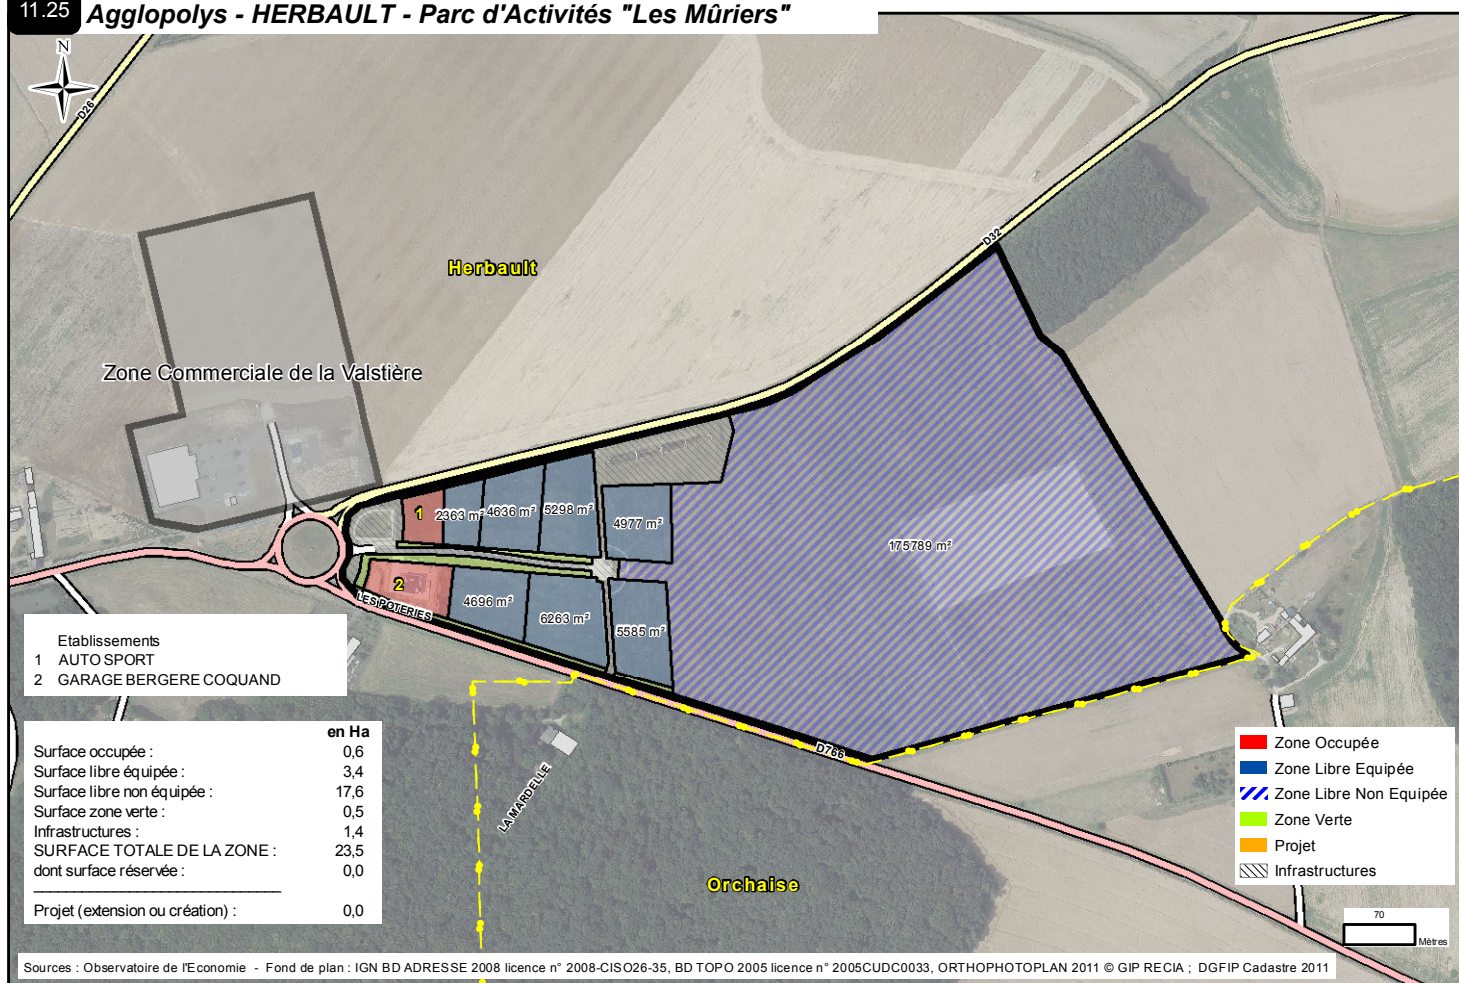 11.25 Agglopolys - HERBAULT - Parc d'Activités "Les Mûriers"
N
D26
D32
Herbault
Zone Commerciale de la Valstière
1
2363 m²
4636 m²
5298 m²
4977 m²
175789 m²
2
LES POTERIES
4696 m²
6263 m²
5585 m²
D766
LA MARDELLE
Orchaise
Etablissements
1 AUTO SPORT
2 GARAGE BERGERE COQUAND
en Ha
Surface occupée : 0,6
Surface libre équipée : 3,4
Surface libre non équipée : 17,6
Surface zone verte : 0,5
Infrastructures : 1,4
SURFACE TOTALE DE LA ZONE : 23,5
dont surface réservée : 0,0
Projet (extension ou création) : 0,0
Zone Occupée
Zone Libre Equipée
Zone Libre Non Equipée
Zone Verte
Projet
Infrastructures
70
Mètres
Sources : Observatoire de l'Economie - Fond de plan : IGN BD ADRESSE 2008 licence n° 2008-CISO26-35, BD TOPO 2005 licence n° 2005CUDC0033, ORTHOPHOTOPLAN 2011 © GIP RECIA ; DGFIP Cadastre 2011